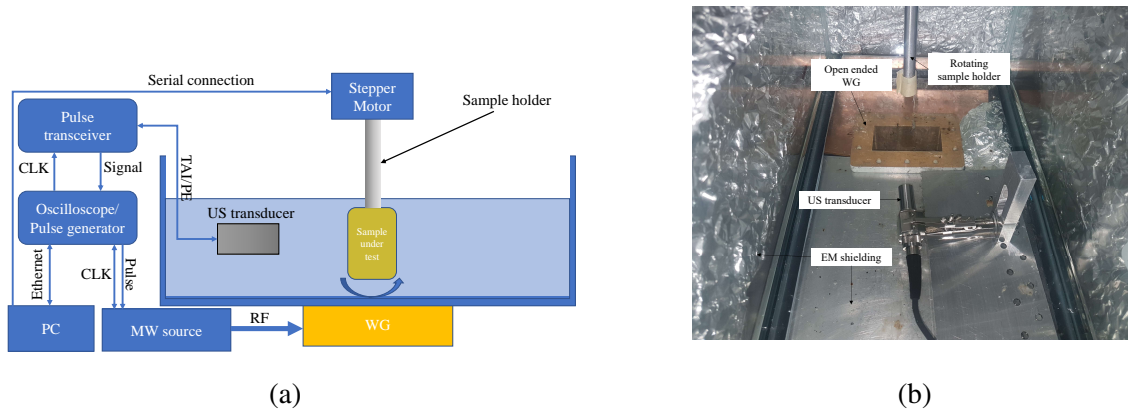 Serial connection
Stepper
Motor
Sample holder
Pulse
transceiver
TAI/PE
CLK
Signal
US transducer
Oscilloscope/
Pulse generator
Sample
under
test
Ethernet
CLK
Pulse
PC
MW source
RF
WG
(a)
Open ended
WG
Rotating
sample holder
US transducer
EM shielding
(b)